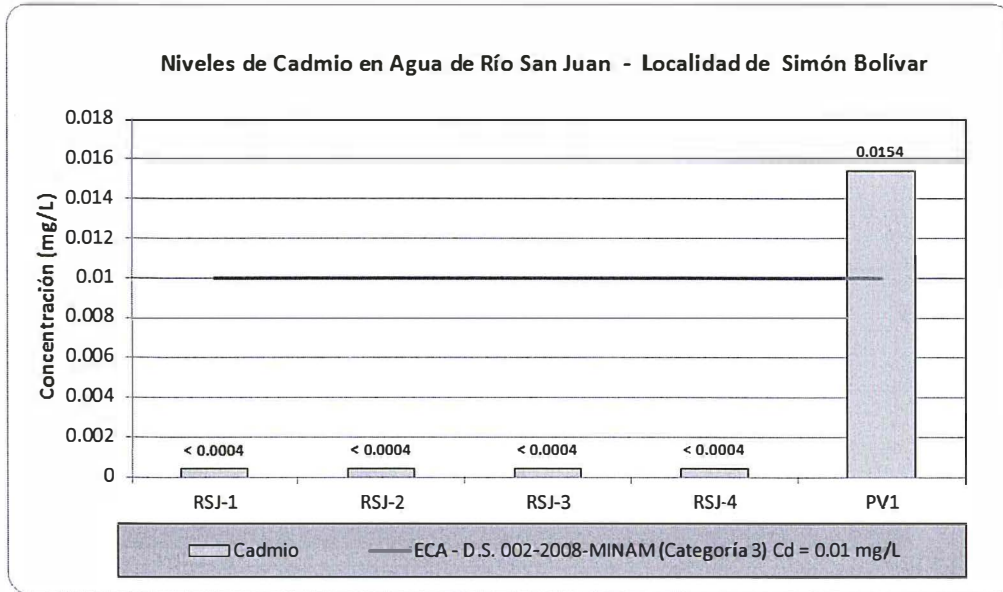 Niveles de Cadmio en Agua de Río San Juan - Localidad de Simón Bolívar
Concentración (mg/L)
0.018
0.016
0.014
0.012
0.01
0.008
0.006
0.004
0.002
0
< 0.0004
< 0.0004
< 0.0004
< 0.0004
0.0154
RSJ-1
RSJ-2
RSJ-3
RSJ-4
PV1
Cadmio
ECA - D.S. 002-2008-MINAM (Categoría 3) Cd = 0.01 mg/L